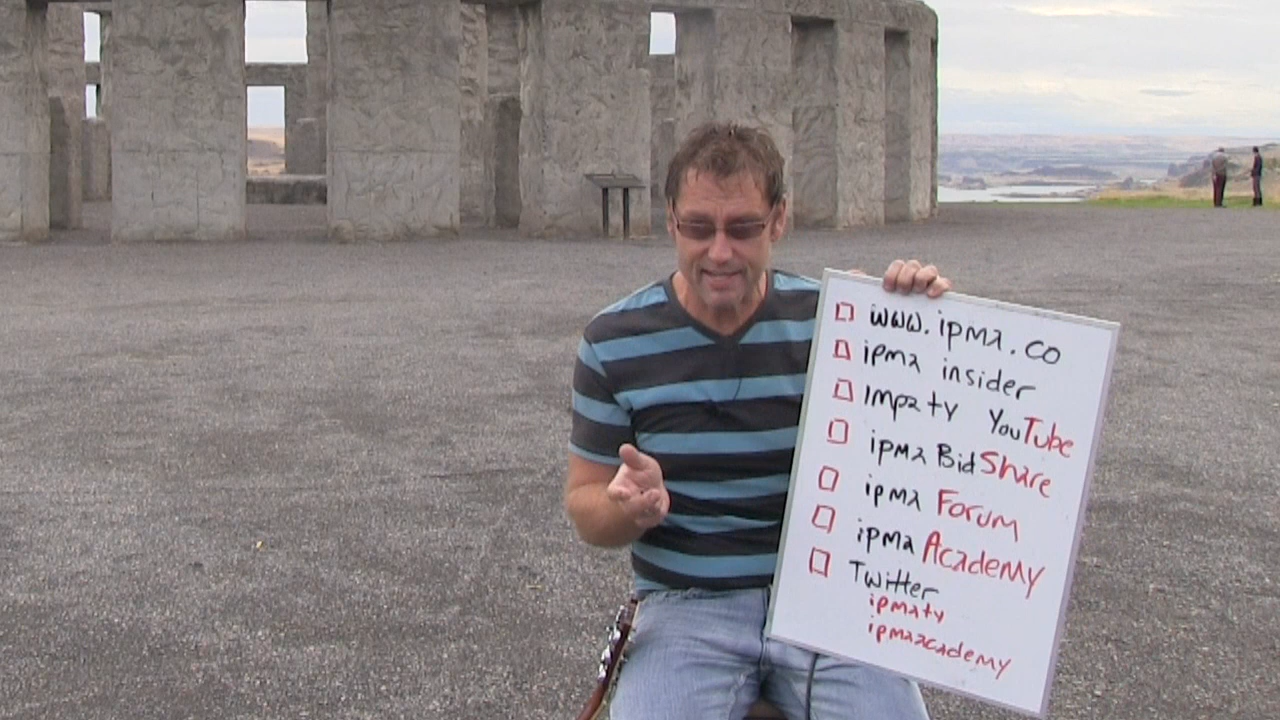 www.ipma.co
ipma insider
impatv YouTube
ipma BidShare
ipma Forum
ipma Academy
Twitter
ipmatv
ipmaacademy